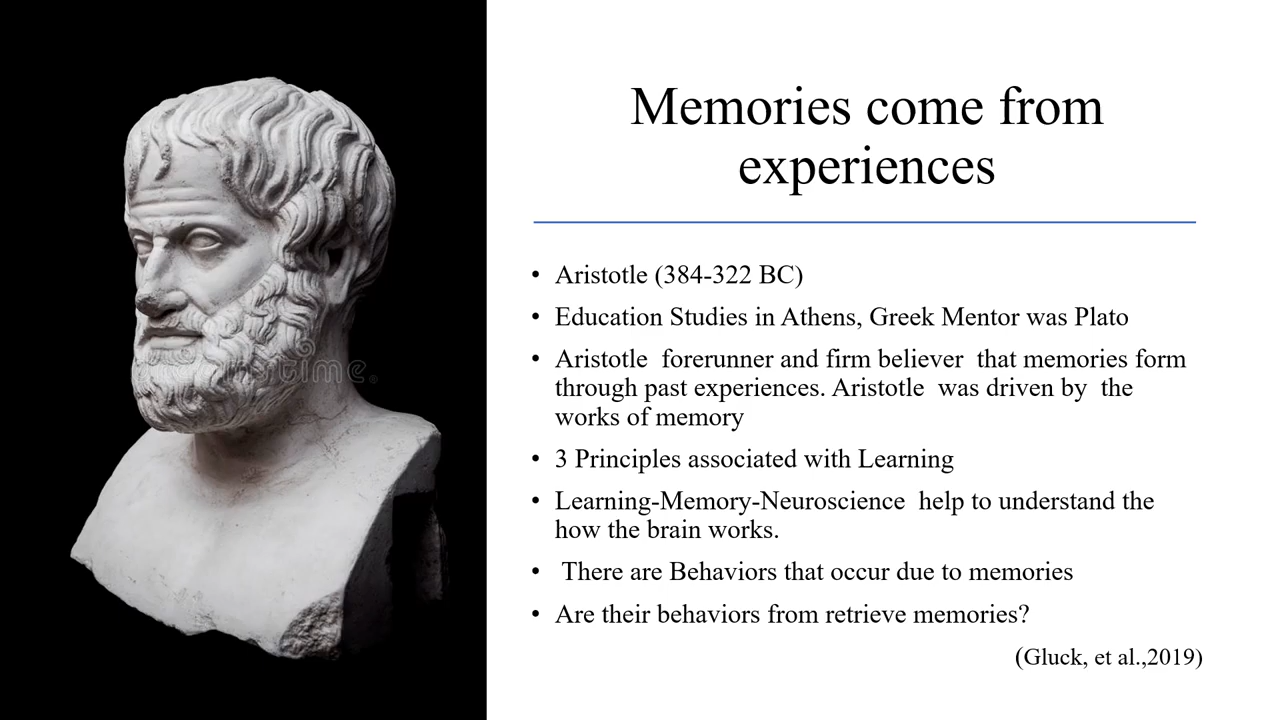 Memories come from
experiences
• Aristotle (384-322 BC)
• Education Studies in Athens, Greek Mentor was Plato
• Aristotle  forerunner and firm believer  that memories form
through past experiences. Aristotle  was driven by  the
works of memory
• 3 Principles associated with Learning
• Learning-Memory-Neuroscience  help to understand the
how the brain works.
•  There are Behaviors that occur due to memories
• Are their behaviors from retrieve memories?
(Gluck, et al.,2019)